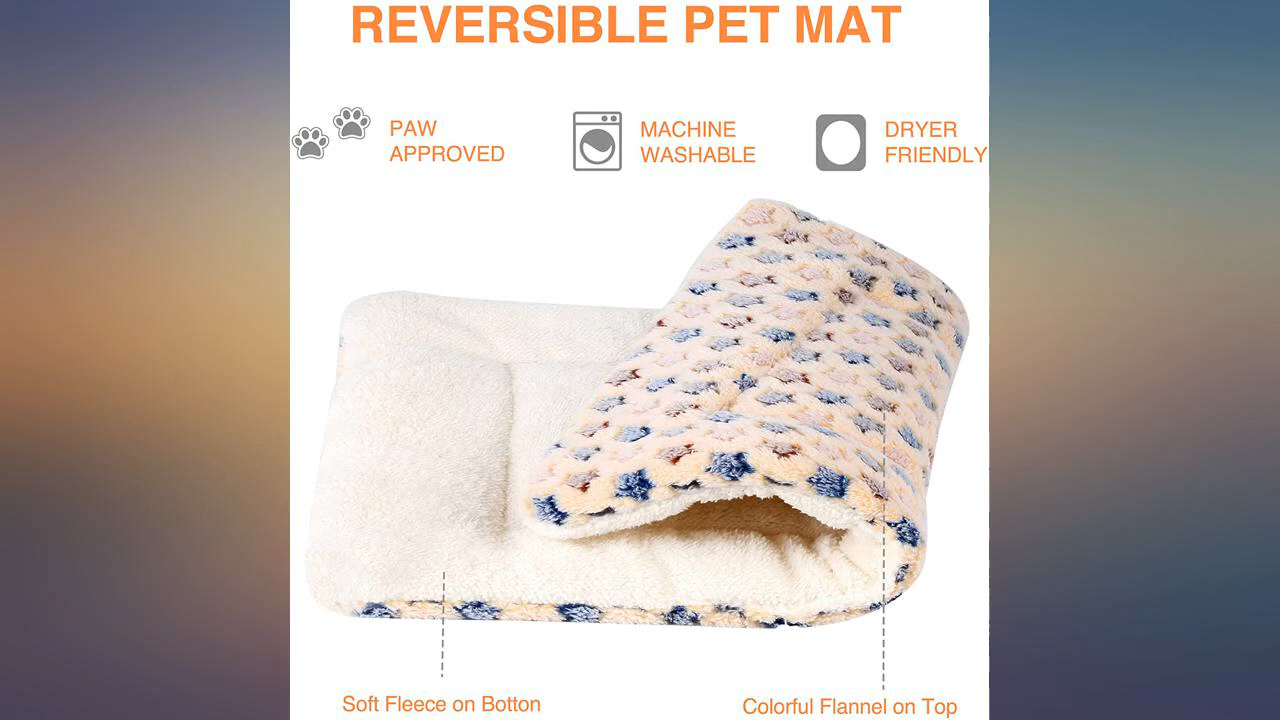 REVERSIBLE PET MAT
PAW
APPROVED
MACHINE
WASHABLE
DRYER
FRIENDLY
Soft Fleece on Botton
Colorful Flannel on Top